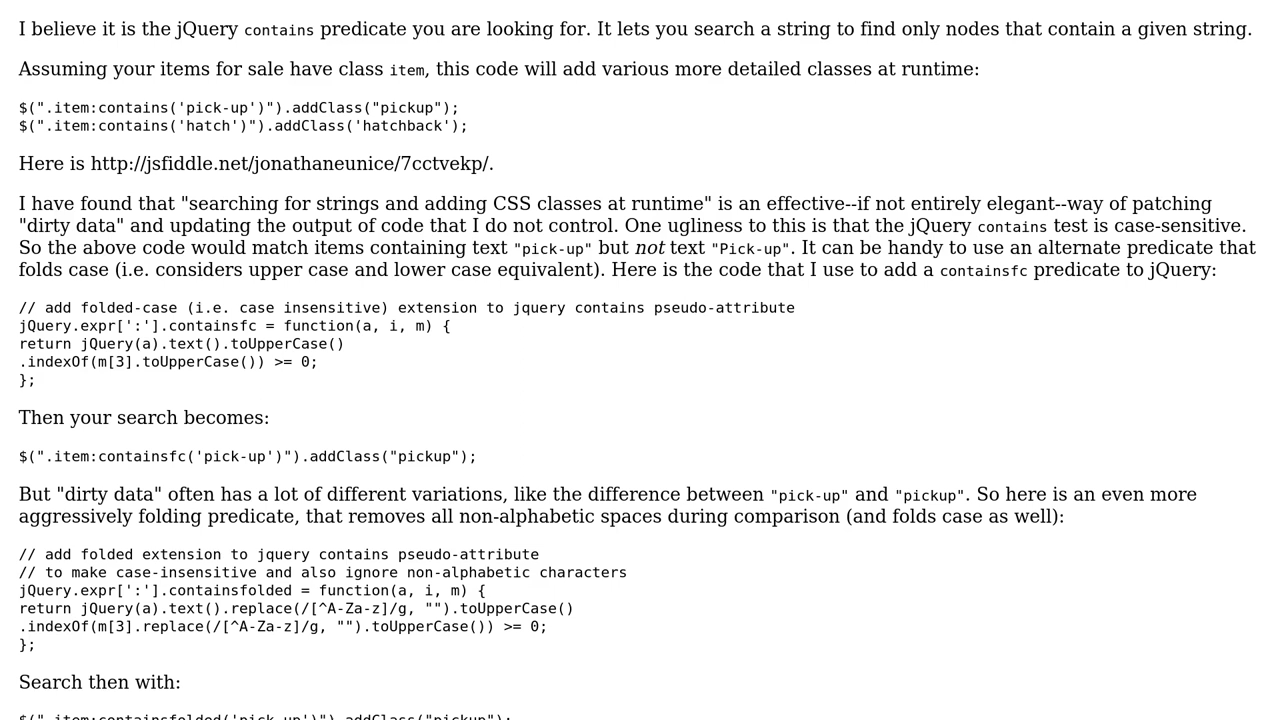 I believe it is the jQuery contains predicate you are looking for. It lets you search a string to find only nodes that contain a given string.
Assuming your items for sale have class item, this code will add various more detailed classes at runtime:
$(".item:contains('pick-up')").addClass("pickup");
$(".item:contains('hatch')").addClass('hatchback');
Here is http://jsfiddle.net/jonathaneunice/7cctvekp/.
I have found that "searching for strings and adding CSS classes at runtime" is an effective--if not entirely elegant--way of patching
"dirty data" and updating the output of code that I do not control. One ugliness to this is that the jQuery contains test is case-sensitive.
So the above code would match items containing text "pick-up" but not text "Pick-up". It can be handy to use an alternate predicate that
folds case (i.e. considers upper case and lower case equivalent). Here is the code that I use to add a containsfc predicate to jQuery:
// add folded-case (i.e. case insensitive) extension to jquery contains pseudo-attribute
jQuery.expr[':'].containsfc = function(a, i, m) {
return jQuery(a).text().toUpperCase()
.indexOf(m[3].toUpperCase()) >= 0;
};
Then your search becomes:
$(".item:containsfc('pick-up')").addClass("pickup");
But "dirty data" often has a lot of different variations, like the difference between "pick-up" and "pickup". So here is an even more
aggressively folding predicate, that removes all non-alphabetic spaces during comparison (and folds case as well):
// add folded extension to jquery contains pseudo-attribute
// to make case-insensitive and also ignore non-alphabetic characters
jQuery.expr[':'].containsfolded = function(a, i, m) {
return jQuery(a).text().replace(/[^A-Za-z]/g, "").toUpperCase()
.indexOf(m[3].replace(/[^A-Za-z]/g, "").toUpperCase()) >= 0;
};
Search then with:
$(".item:containsfolded('pick-up')").addClass("pickup");